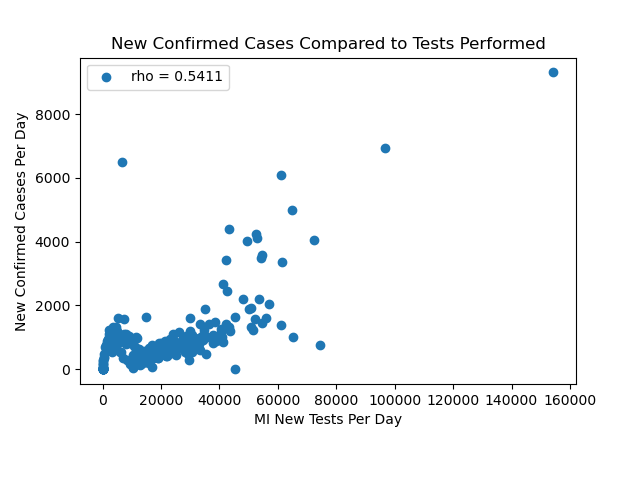 New Confirmed Cases Compared to Tests Performed
rho = 0.5411
New Confirmed Caeses Per Day
8000
6000
4000
2000
0
0 20000 40000 60000 80000 100000 120000 140000 160000
MI New Tests Per Day